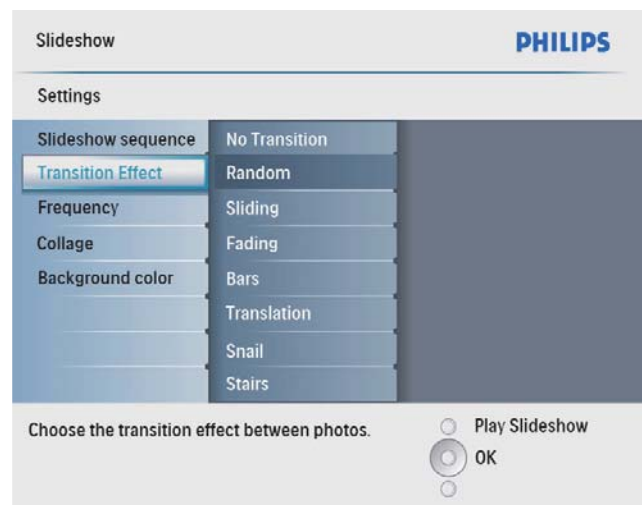 Slideshow
PHILIPS
Settings
Slideshow sequence
Transition Effect
Frequency
Collage
Background color
No Transition
Random
Sliding
Fading
Bars
Translation
Snail
Stairs
Choose the transition effect between photos.
Play Slideshow
OK